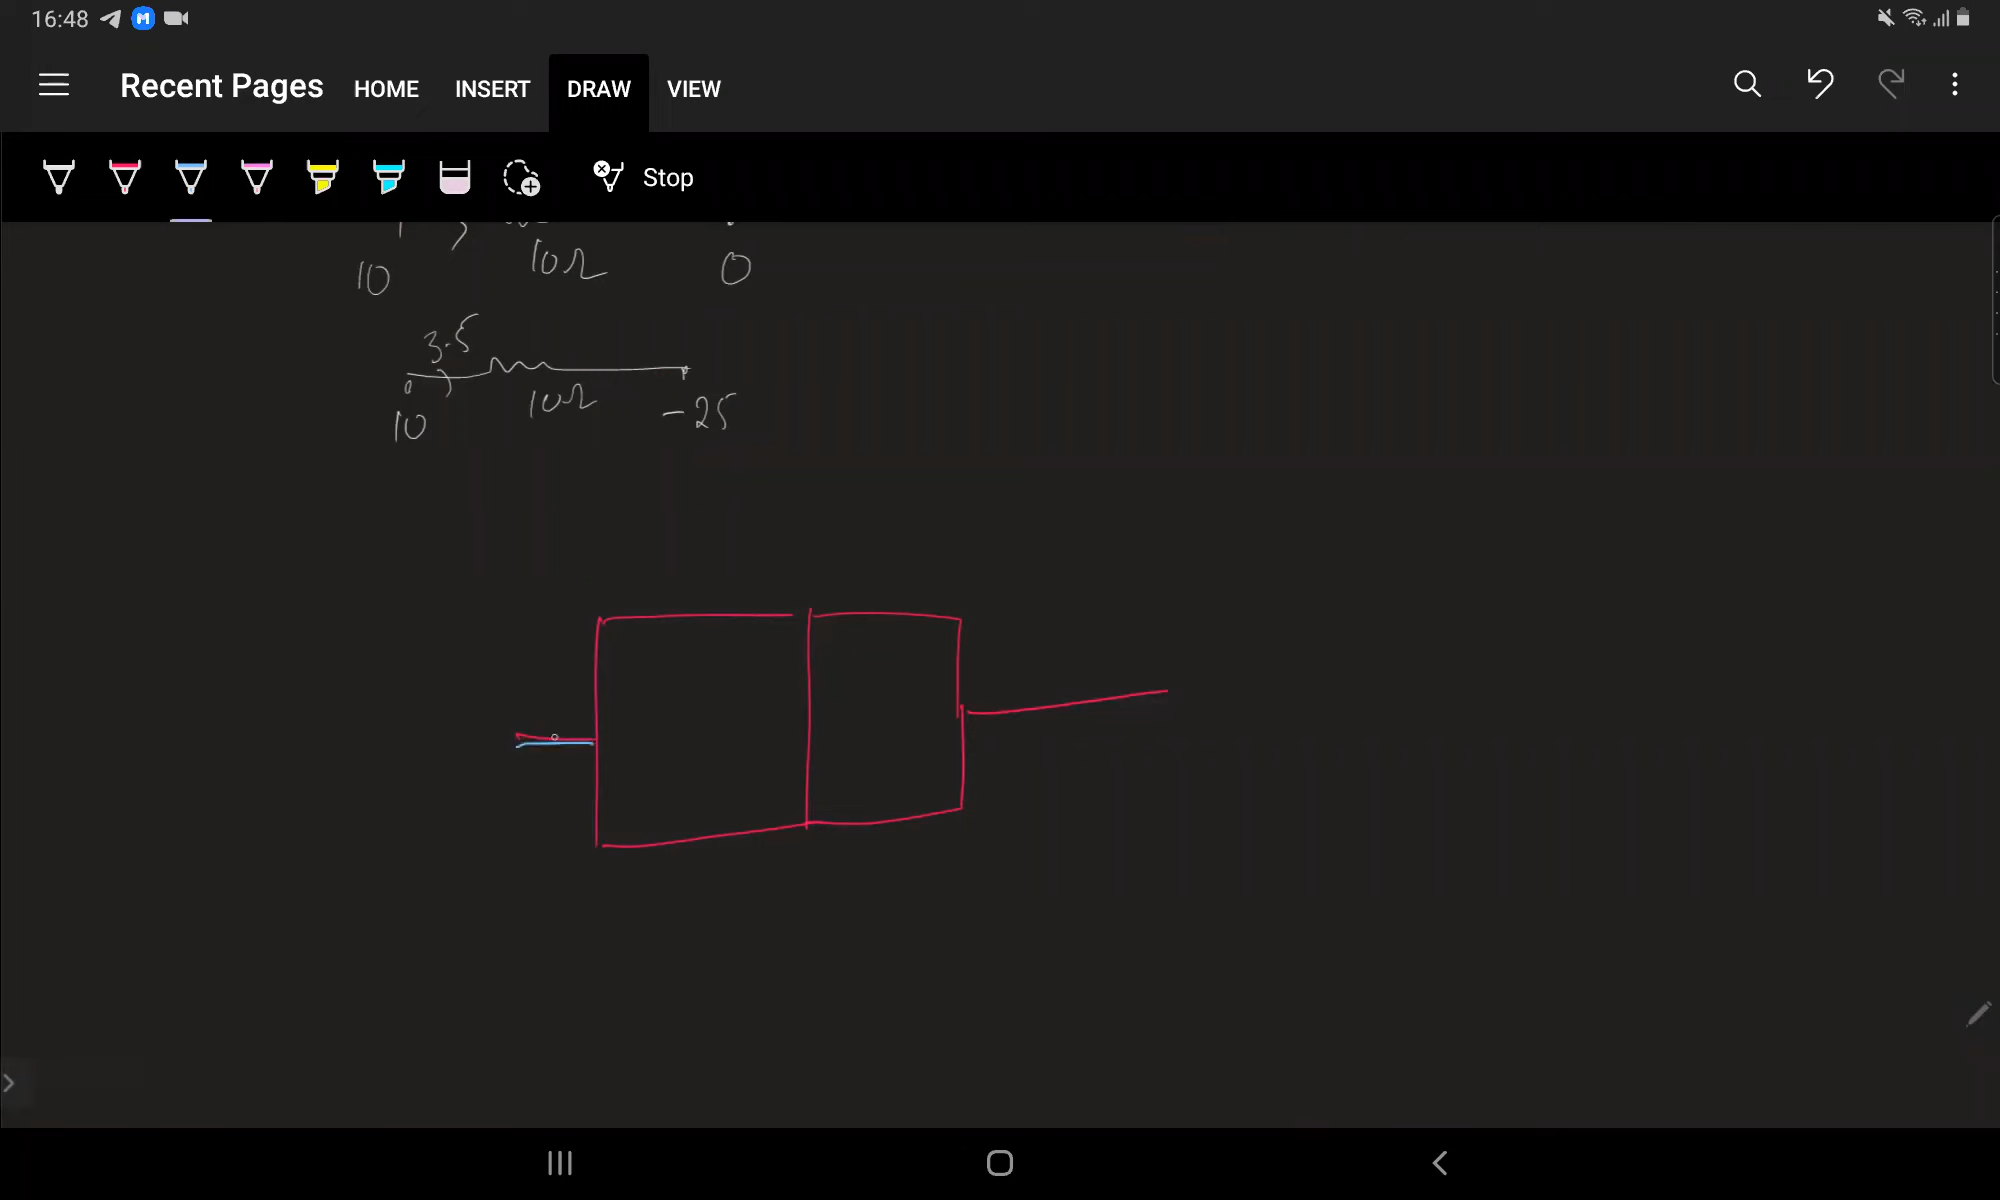 16:48
Recent Pages HOME INSERT DRAW VIEW
Stop
10Ω
10 0
3.5
10Ω
10 -25